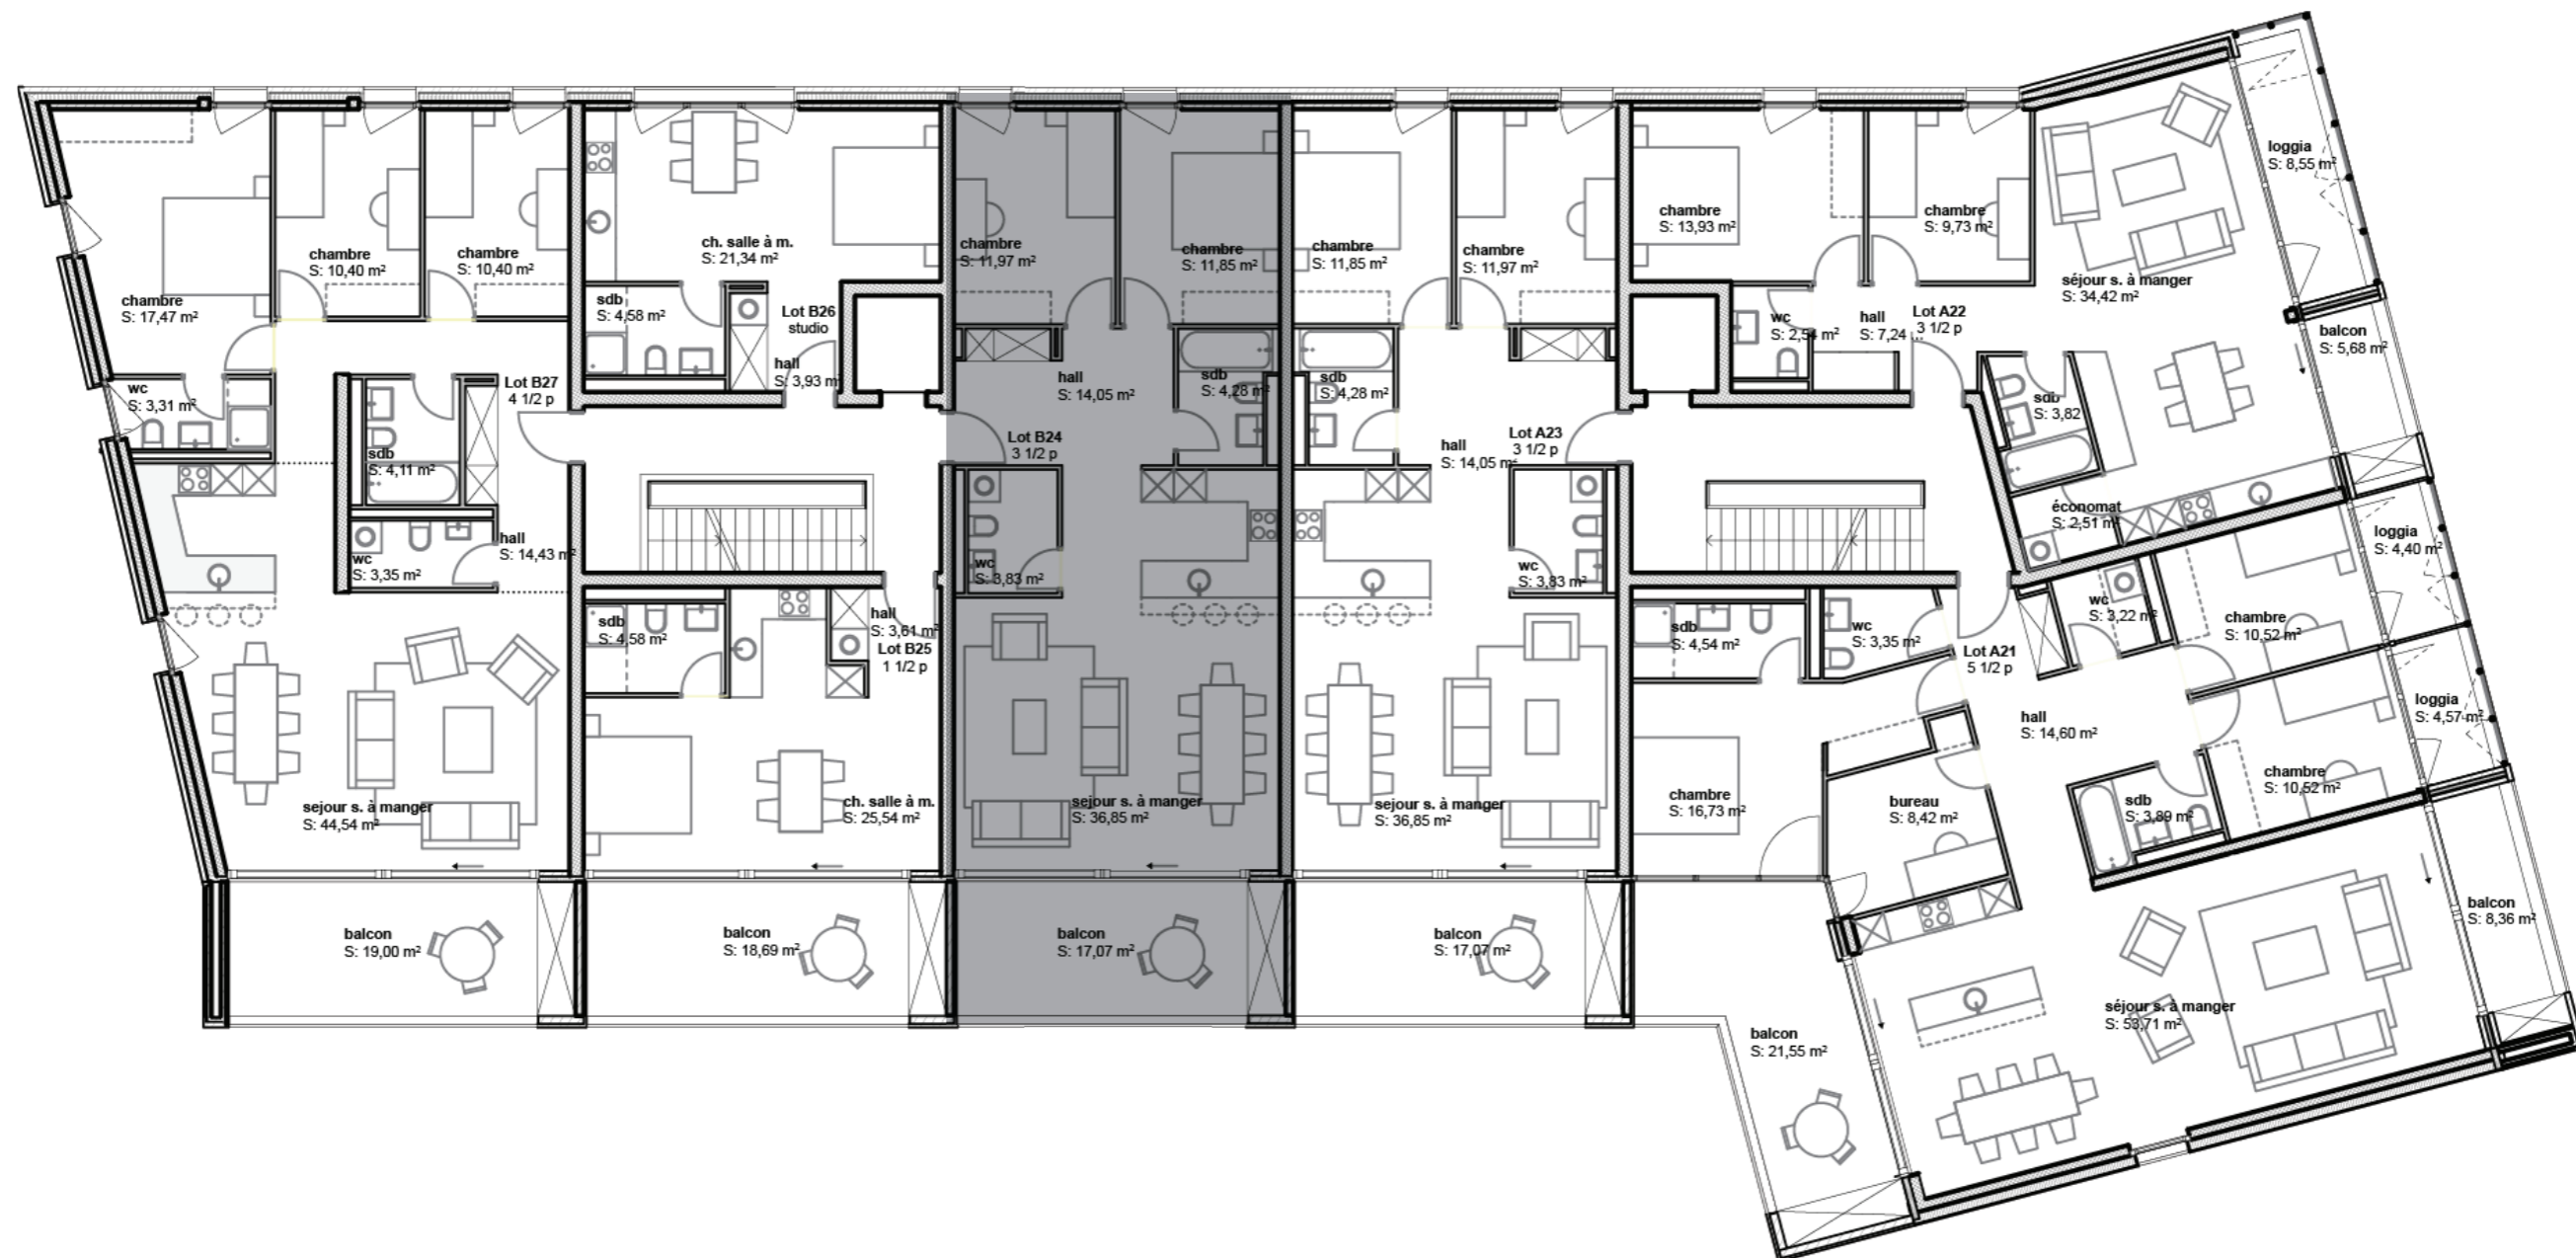 chambre
S: 17,47 m²
chambre
S: 10,40 m²
chambre
S: 10,40 m²
wc
S: 3,31 m²
sdb
S: 4,11 m²
Lot B27
4 1/2 p
wc
S: 3,35 m²
hall
S: 14,43 m²
sejour s. à manger
S: 44,54 m²
balcon
S: 19,00 m²
ch. salle à m.
S: 21,34 m²
sdb
S: 4,58 m²
Lot B26
studio
hall
S: 3,93 m²
sdb
S: 4,58 m²
hall
S: 3,61 m²
Lot B25
1 1/2 p
ch. salle à m.
S: 25,54 m²
balcon
S: 18,69 m²
chambre
S: 11,97 m²
chambre
S: 11,85 m²
hall
S: 14,05 m²
sdb
S: 4,28 m²
Lot B24
3 1/2 p
wc
S: 3,83 m²
sejour s. à manger
S: 36,85 m²
balcon
S: 17,07 m²
chambre
S: 11,85 m²
chambre
S: 11,97 m²
sdb
S: 4,28 m²
hall
S: 14,05 m²
Lot A23
3 1/2 p
wc
S: 3,83 m²
sejour s. à manger
S: 36,85 m²
balcon
S: 17,07 m²
chambre
S: 13,93 m²
chambre
S: 9,73 m²
wc
S: 2,54 m²
hall
S: 7,24 ...
Lot A22
3 1/2 p
séjour s. à manger
S: 34,42 m²
loggia
S: 8,55 m²
balcon
S: 5,68 m²
sdb
S: 3,82
économat
S: 2,51 m²
loggia
S: 4,40 m²
sdb
S: 4,54 m²
wc
S: 3,35 m²
Lot A21
5 1/2 p
wc
S: 3,22 m²
chambre
S: 10,52 m²
loggia
S: 4,57 m²
hall
S: 14,60 m²
chambre
S: 10,52 m²
chambre
S: 16,73 m²
bureau
S: 8,42 m²
sdb
S: 3,89 m²
balcon
S: 8,36 m²
séjour s. à manger
S: 53,71 m²
balcon
S: 21,55 m²